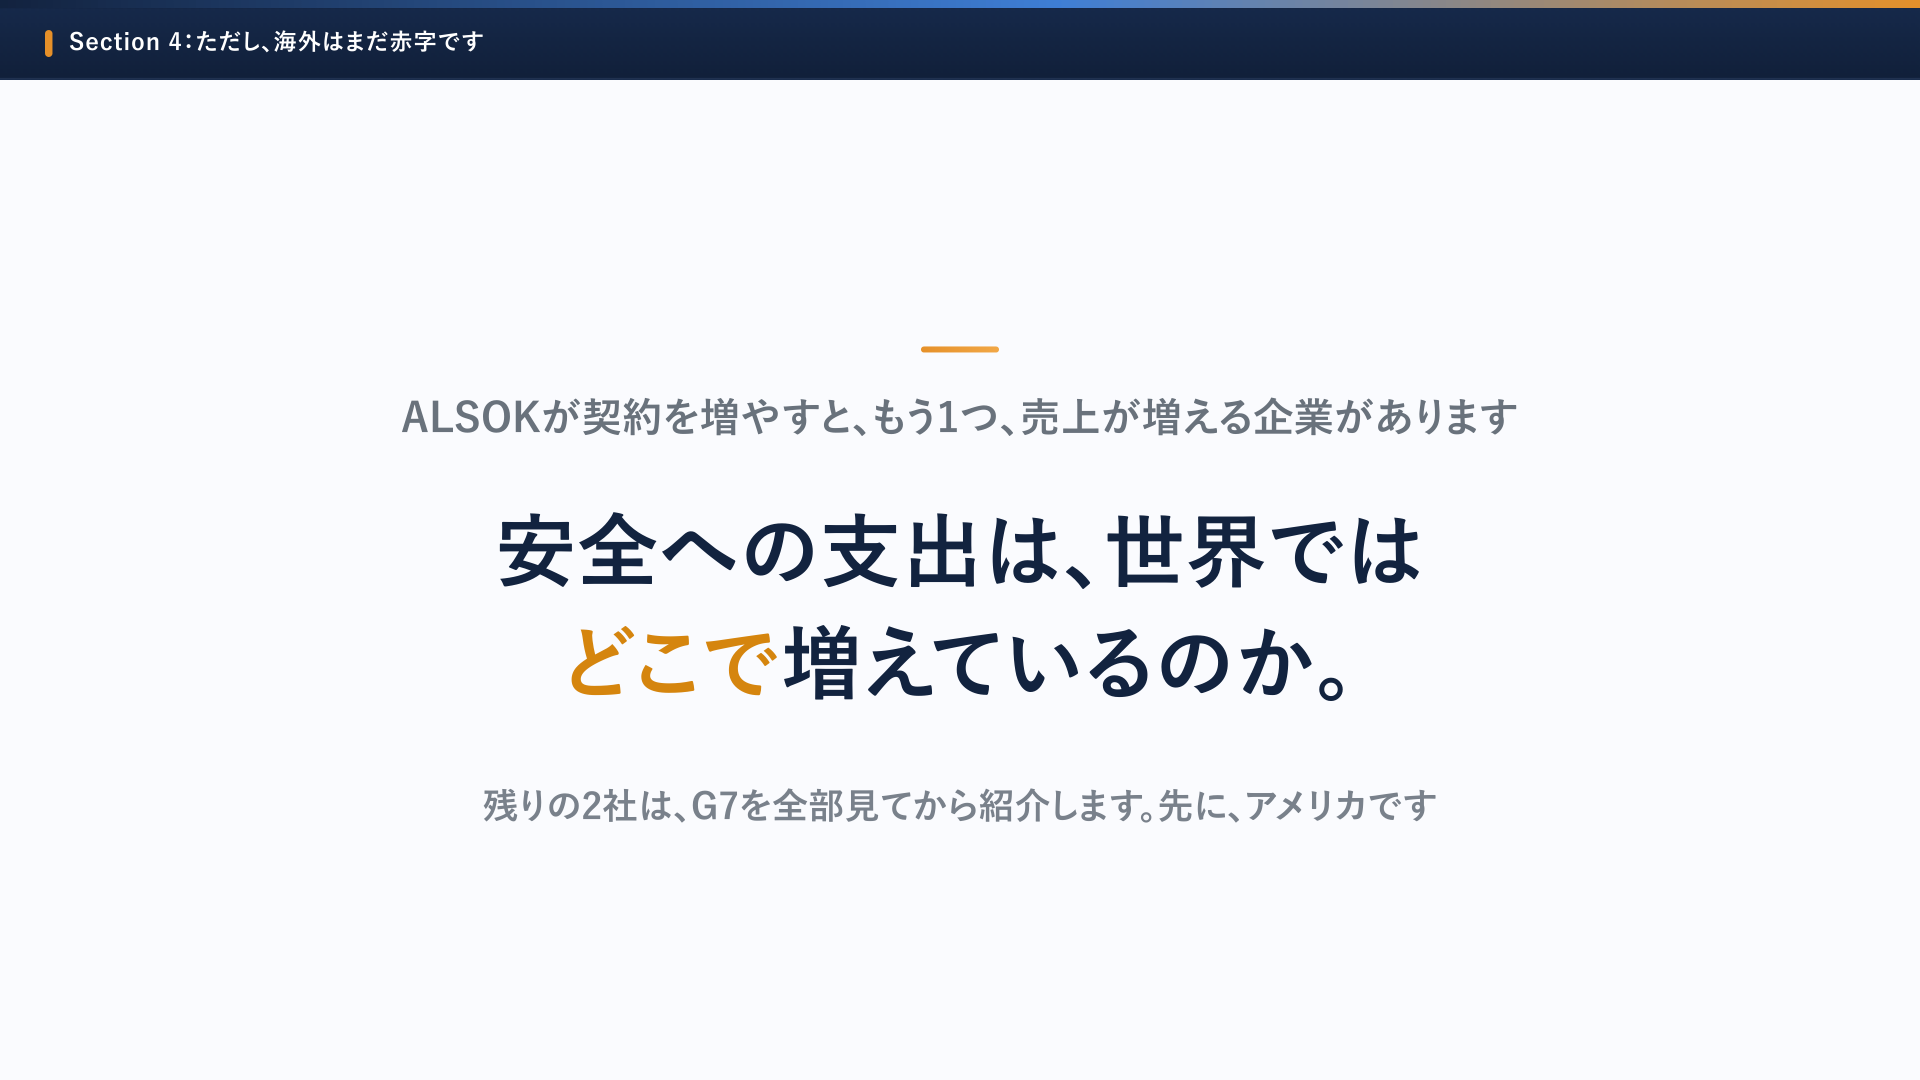 Section 4：ただし、海外はまだ赤字です
ALSOKが契約を増やすと、もう1つ、売上が増える企業があります
安全への支出は、世界では
どこで増えているのか。
残りの2社は、G7を全部見てから紹介します。先に、アメリカです